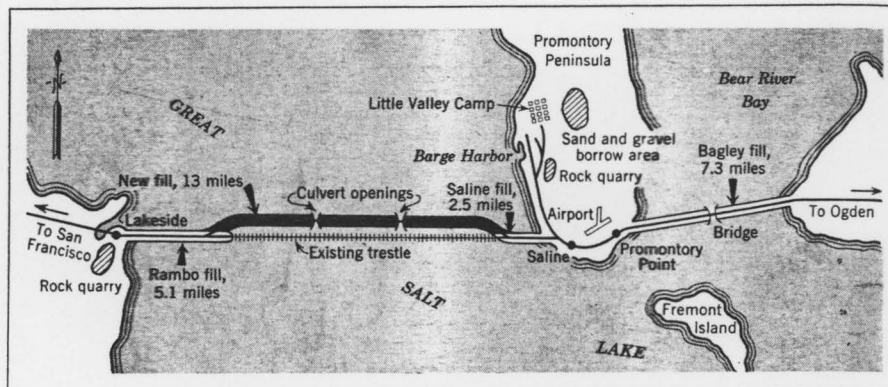 N
GREAT
Promontory
Peninsula
Little Valley Camp
Bear River
Bay
Sand and gravel
borrow area
Barge Harbor
Rock quarry
Bagley fill,
7.3 miles
New fill, 13 miles
Culvert openings
Saline fill,
2.5 miles
Airport
Lakeside
To San
Francisco
To Ogden
Bridge
Existing trestle
Saline
Promontory
Point
Rambo fill,
5.1 miles
Rock quarry
SALT
Fremont
Island
LAKE